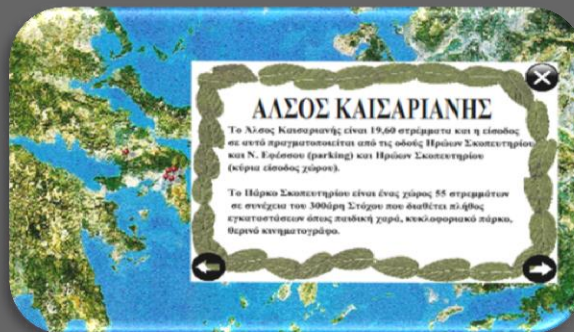 ΑΛΣΟΣ ΚΑΙΣΑΡΙΑΝΗΣ
Το Άλσος Καισαριανής είναι 19,60 στρέμματα και η είσοδος
σε αυτό πραγματοποιείται από τις οδούς Ηρώων Σκοπευτηρίου
και Ν. Εφέσσου (parking) και Ηρώων Σκοπευτηρίου
(κύρια είσοδος χώρου).
Το Πάρκο Σκοπευτηρίου είναι ένας χώρος 55 στρεμμάτων
σε συνέχεια του 300άρη Στόχου που διαθέτει πλήθος
εγκαταστάσεων όπως παιδική χαρά, κυκλοφοριακό πάρκο,
θερινό κινηματογράφο.